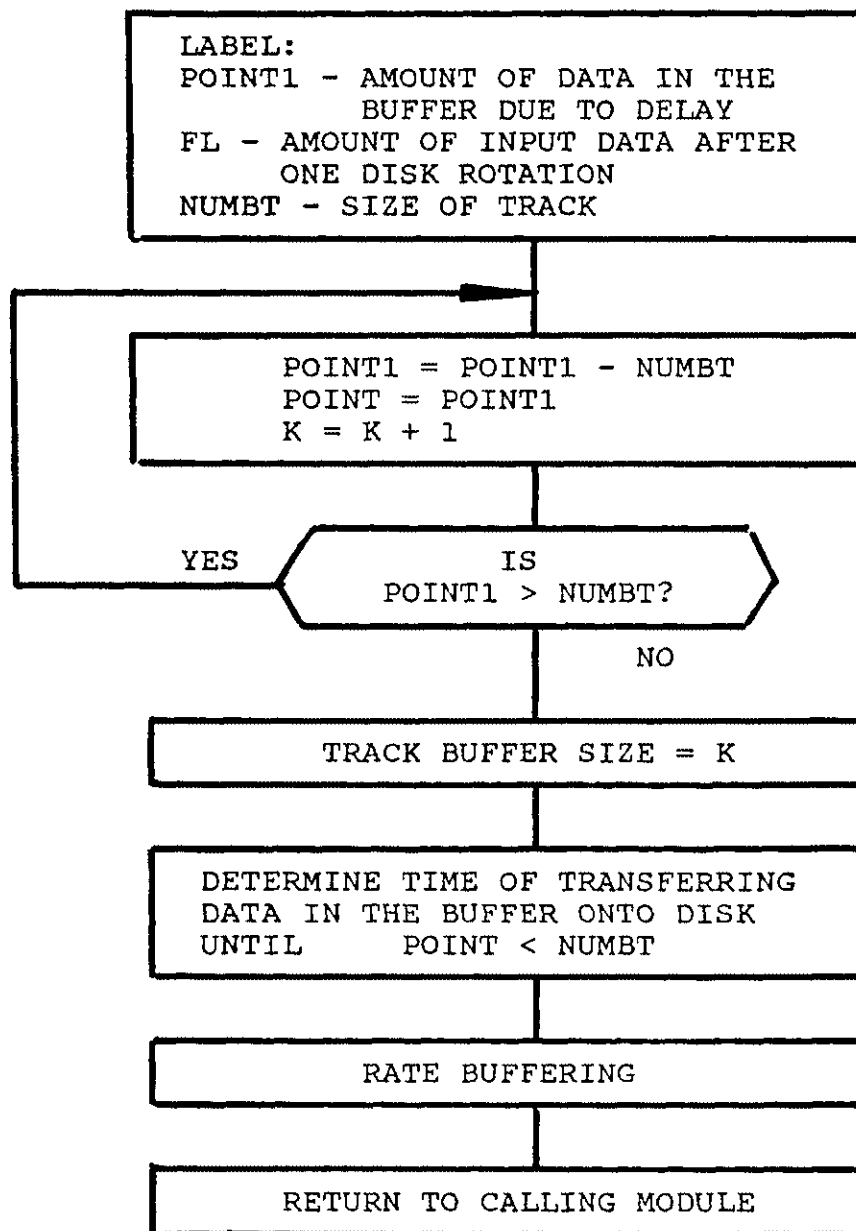 LABEL:
POINT1 - AMOUNT OF DATA IN THE
BUFFER DUE TO DELAY
FL - AMOUNT OF INPUT DATA AFTER
ONE DISK ROTATION
NUMBT - SIZE OF TRACK
POINT1 = POINT1 - NUMBT
POINT = POINT1
K = K + 1
YES
IS
POINT1 > NUMBT?
NO
TRACK BUFFER SIZE = K
DETERMINE TIME OF TRANSFERRING
DATA IN THE BUFFER ONTO DISK
UNTIL POINT < NUMBT
RATE BUFFERING
RETURN TO CALLING MODULE